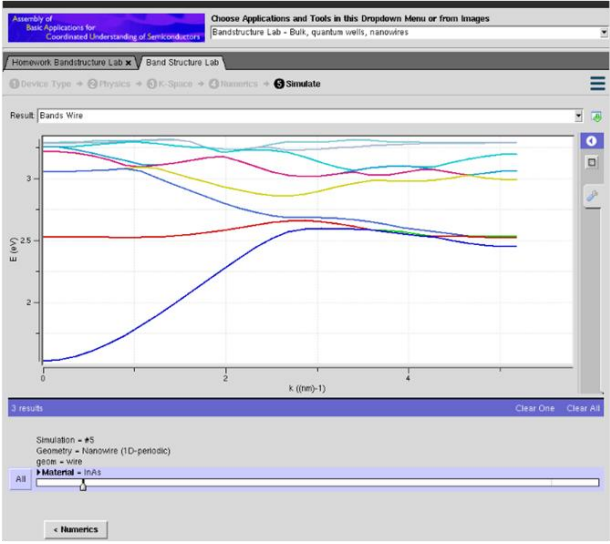 Assembly of
Basic Applications for
Coordinated Understanding of Semiconductors
Choose Applications and Tools in this Dropdown Menu or from Images
Bandstructure Lab - Bulk, quantum wells, nanowires
Homework Bandstructure Lab x
Band Structure Lab
1 Device Type → 2 Physics → 3 K-Space → 4 Numerics → 5 Simulate
Result: Bands Wire
E (eV)
3
2.5
2
0
2
4
k ((nm)-1)
3 results
Clear One
Clear All
Simulation = #5
Geometry = Nanowire (1D-periodic)
geom = wire
All
Material = InAs
< Numerics